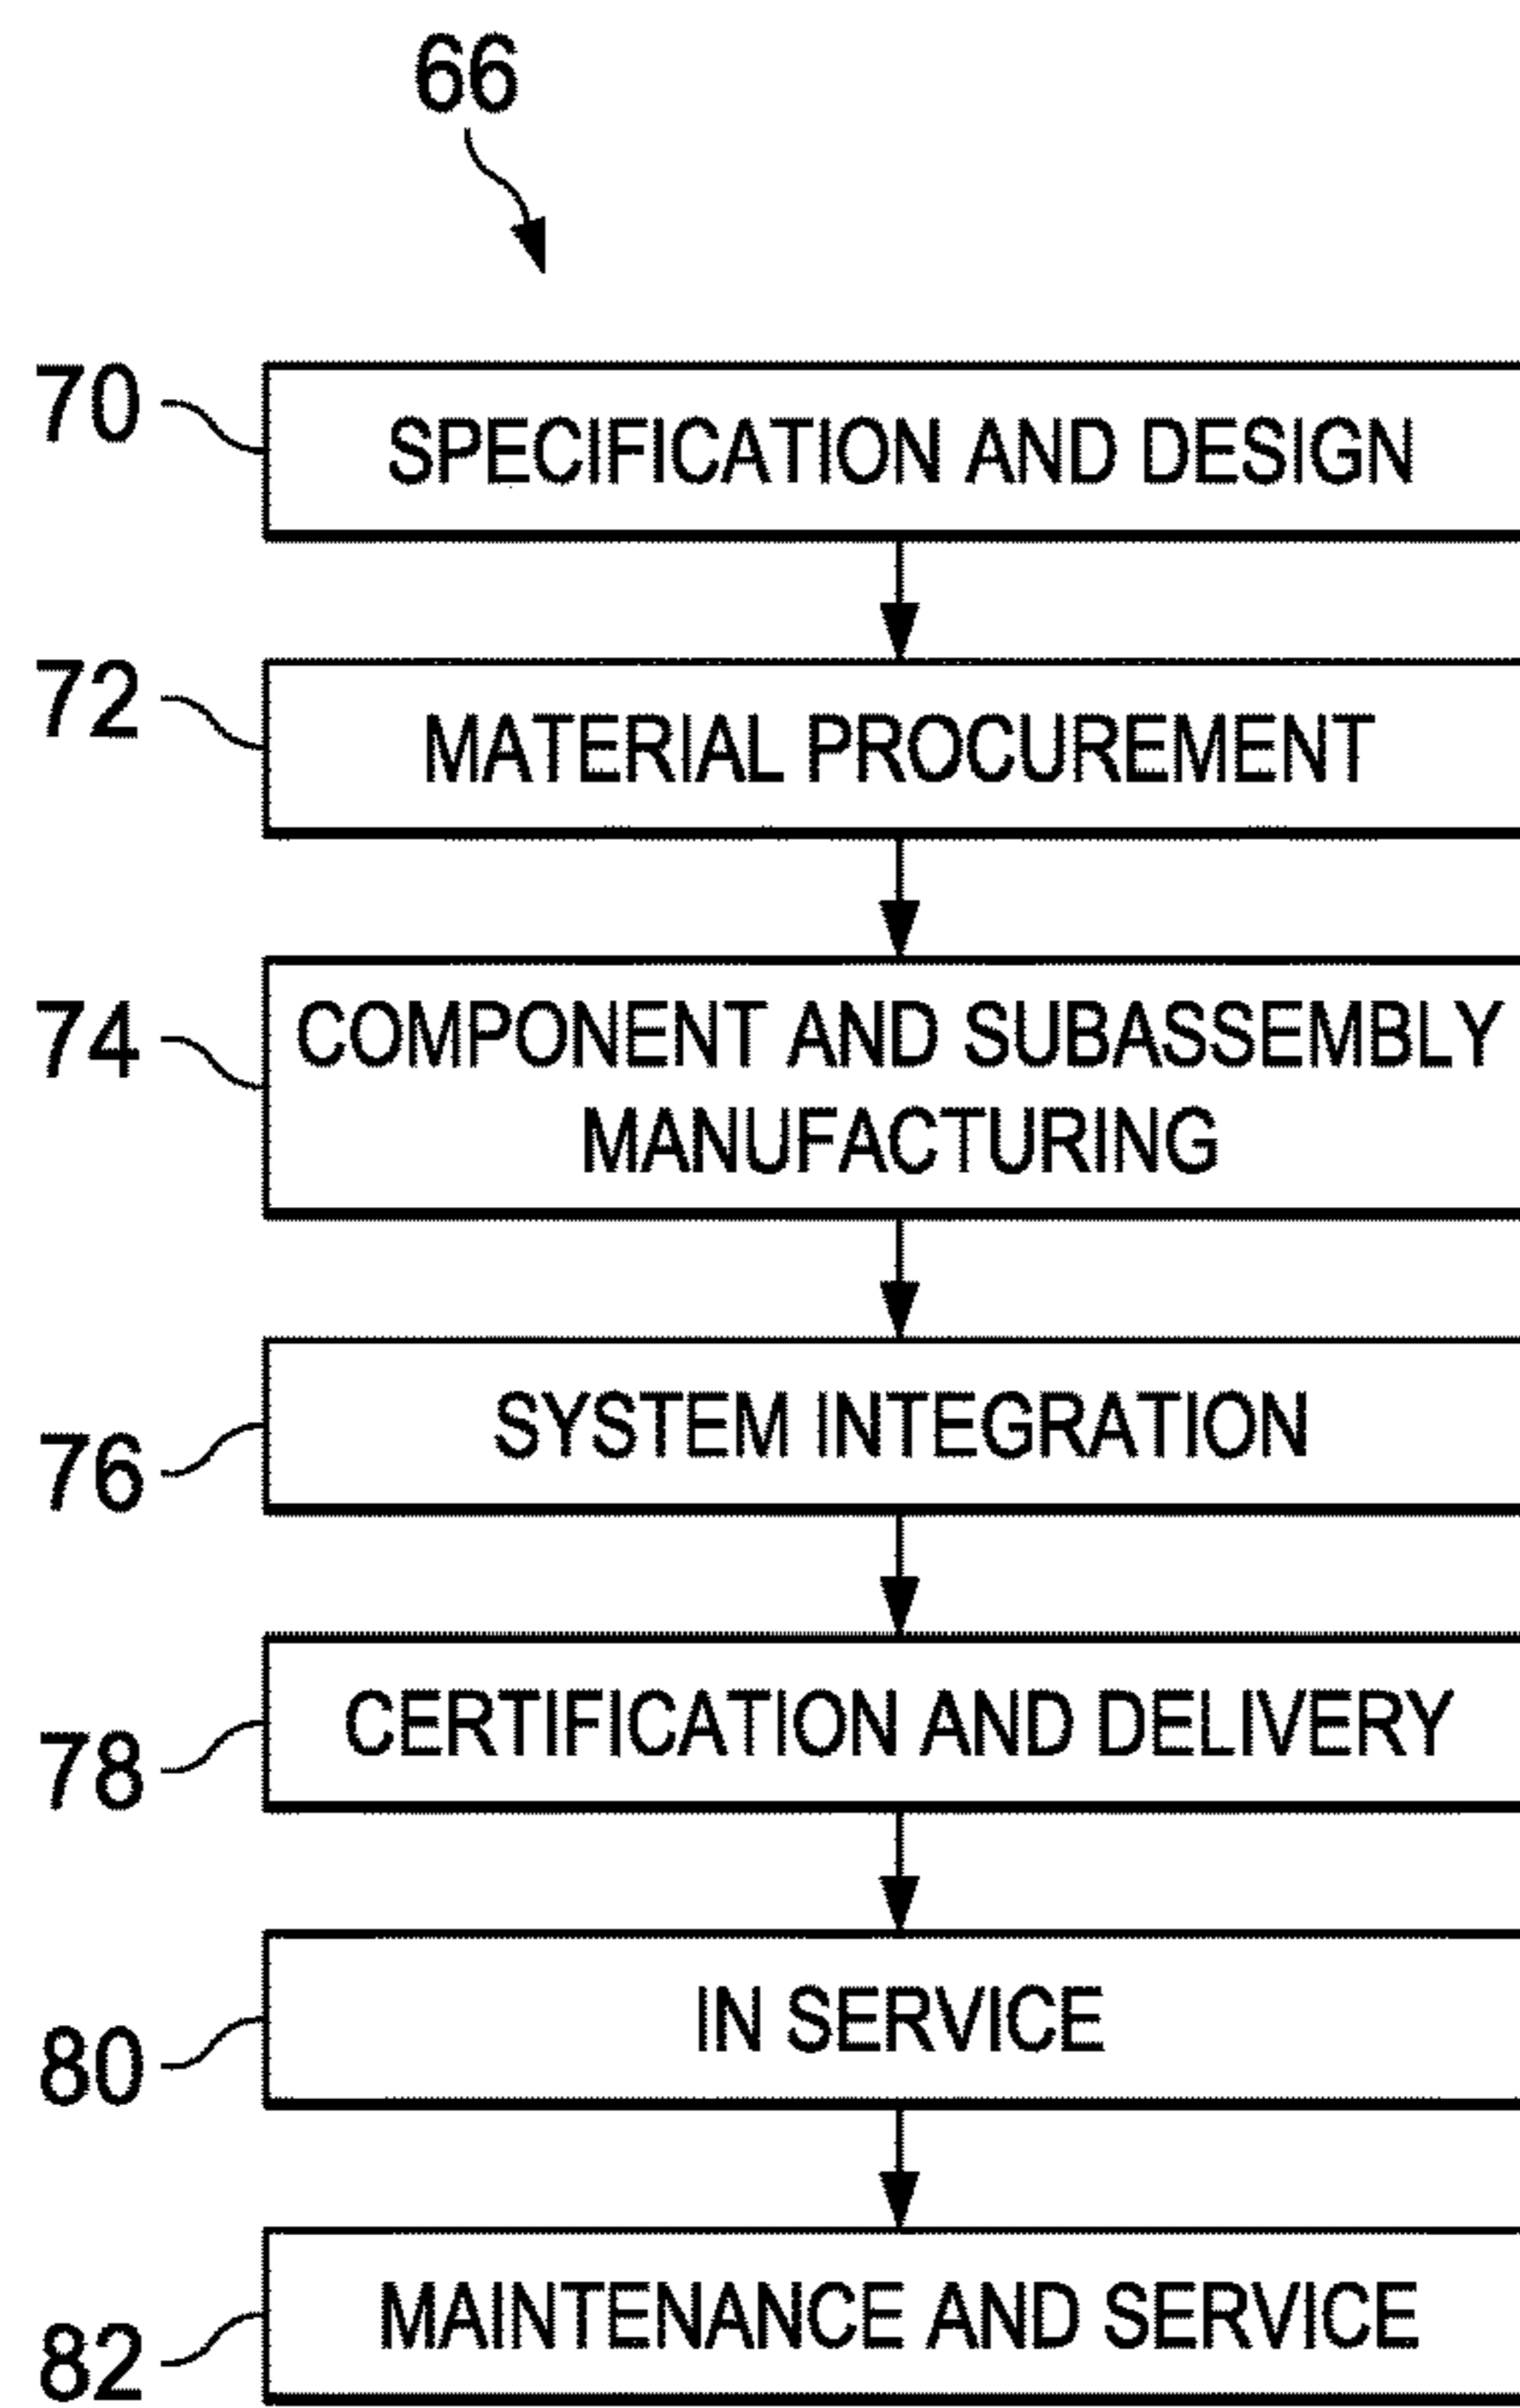 66
70
SPECIFICATION AND DESIGN
72
MATERIAL PROCUREMENT
74
COMPONENT AND SUBASSEMBLY
MANUFACTURING
76
SYSTEM INTEGRATION
78
CERTIFICATION AND DELIVERY
80
IN SERVICE
82
MAINTENANCE AND SERVICE